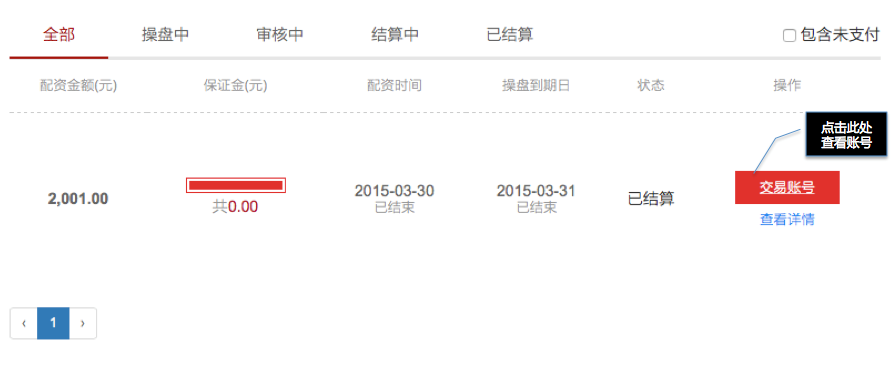 全部 操盘中 审核中 结算中 已结算 包含未支付
配资金额(元) 保证金(元) 配资时间 操盘到期日 状态 操作
点击此处
查看账号
2,001.00 共0.00 2015-03-30 已结束 2015-03-31 已结束 已结算 交易账号
查看详情
‹ 1 ›